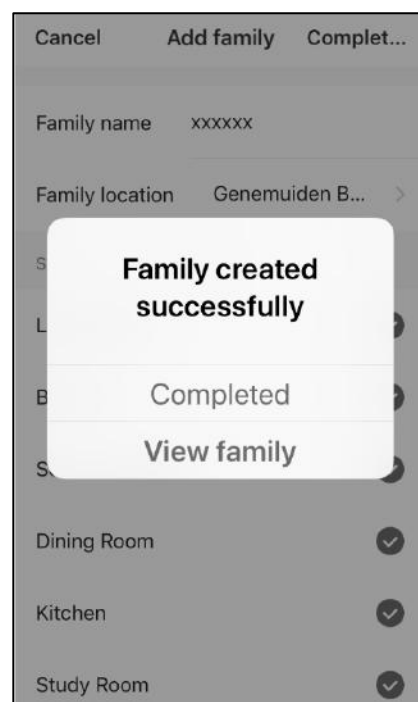 Cancel Add family Complet...
Family name xxxxxx
Family location Genemuiden B... >
Family created
successfully
Completed
View family
Dining Room
Kitchen
Study Room